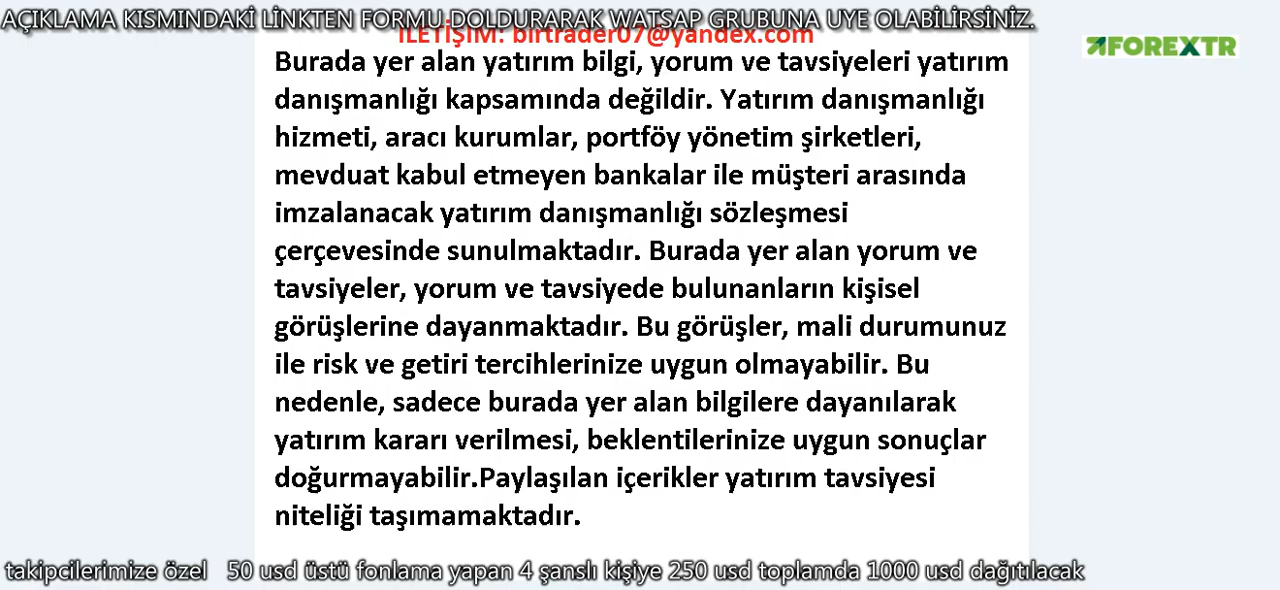 AÇIKLAMA KISMINDAKİ LİNKTEN FORMU DOLDURARAK WATSAP GRUBUNA UYE OLABİLİRSİNİZ.
İLETİŞİM: birtrader07@yandex.com
FOREXTR
Burada yer alan yatırım bilgi, yorum ve tavsiyeleri yatırım
danışmanlığı kapsamında değildir. Yatırım danışmanlığı
hizmeti, aracı kurumlar, portföy yönetim şirketleri,
mevduat kabul etmeyen bankalar ile müşteri arasında
imzalanacak yatırım danışmanlığı sözleşmesi
çerçevesinde sunulmaktadır. Burada yer alan yorum ve
tavsiyeler, yorum ve tavsiyede bulunanların kişisel
görüşlerine dayanmaktadır. Bu görüşler, mali durumunuz
ile risk ve getiri tercihlerinize uygun olmayabilir. Bu
nedenle, sadece burada yer alan bilgilere dayanılarak
yatırım kararı verilmesi, beklentilerinize uygun sonuçlar
doğurmayabilir.Paylaşılan içerikler yatırım tavsiyesi
niteliği taşımamaktadır.
takipcilerimize özel 50 usd üstü fonlama yapan 4 şanslı kişiye 250 usd toplamda 1000 usd dağıtılacak